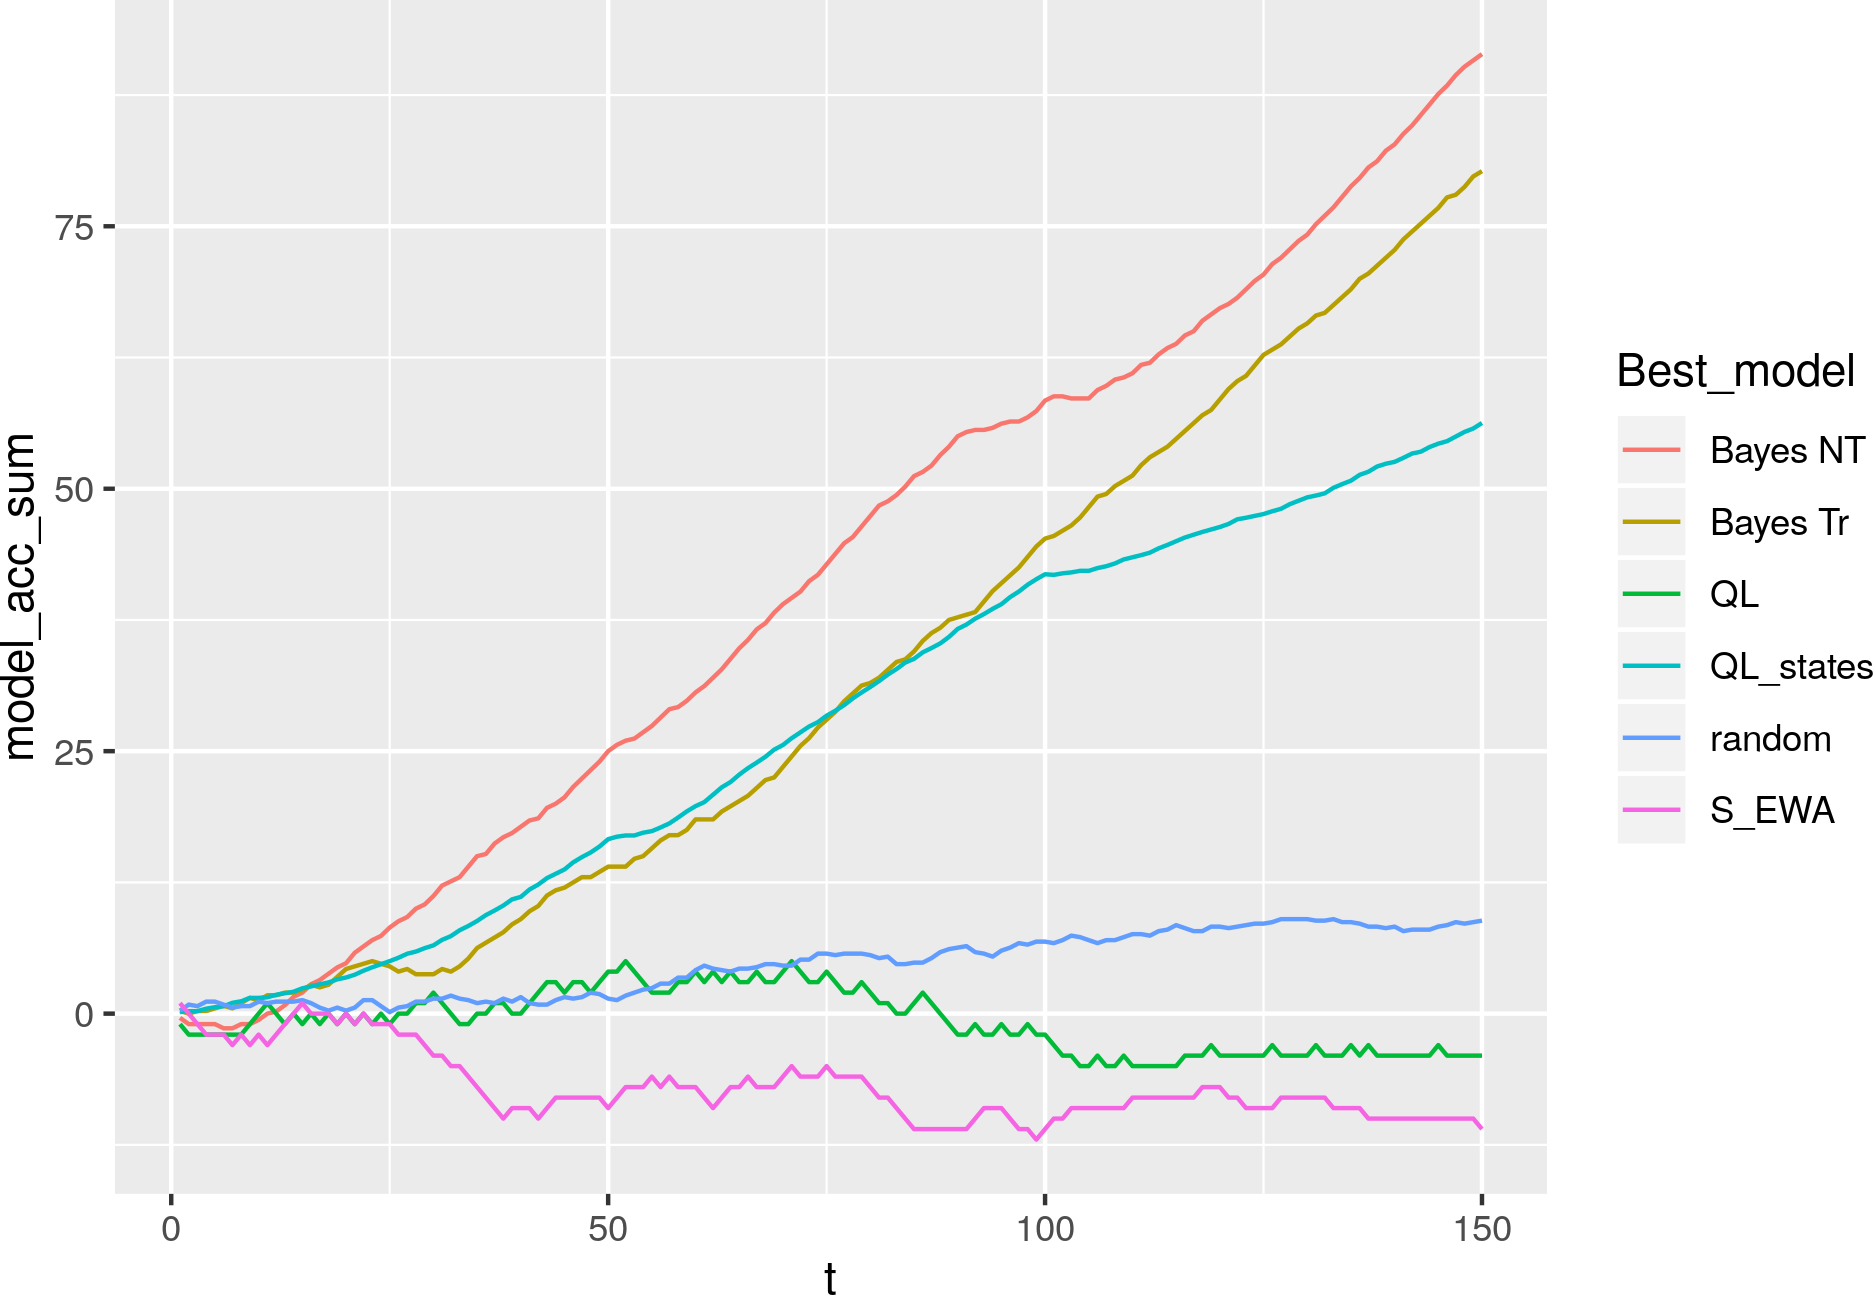 model_acc_sum
75
50
25
0
0
50
100
150
t
Best_model
Bayes NT
Bayes Tr
QL
QL_states
random
S_EWA